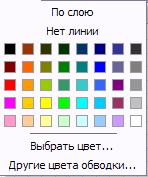 По слою
Нет линии
Выбрать цвет...
Другие цвета обводки...